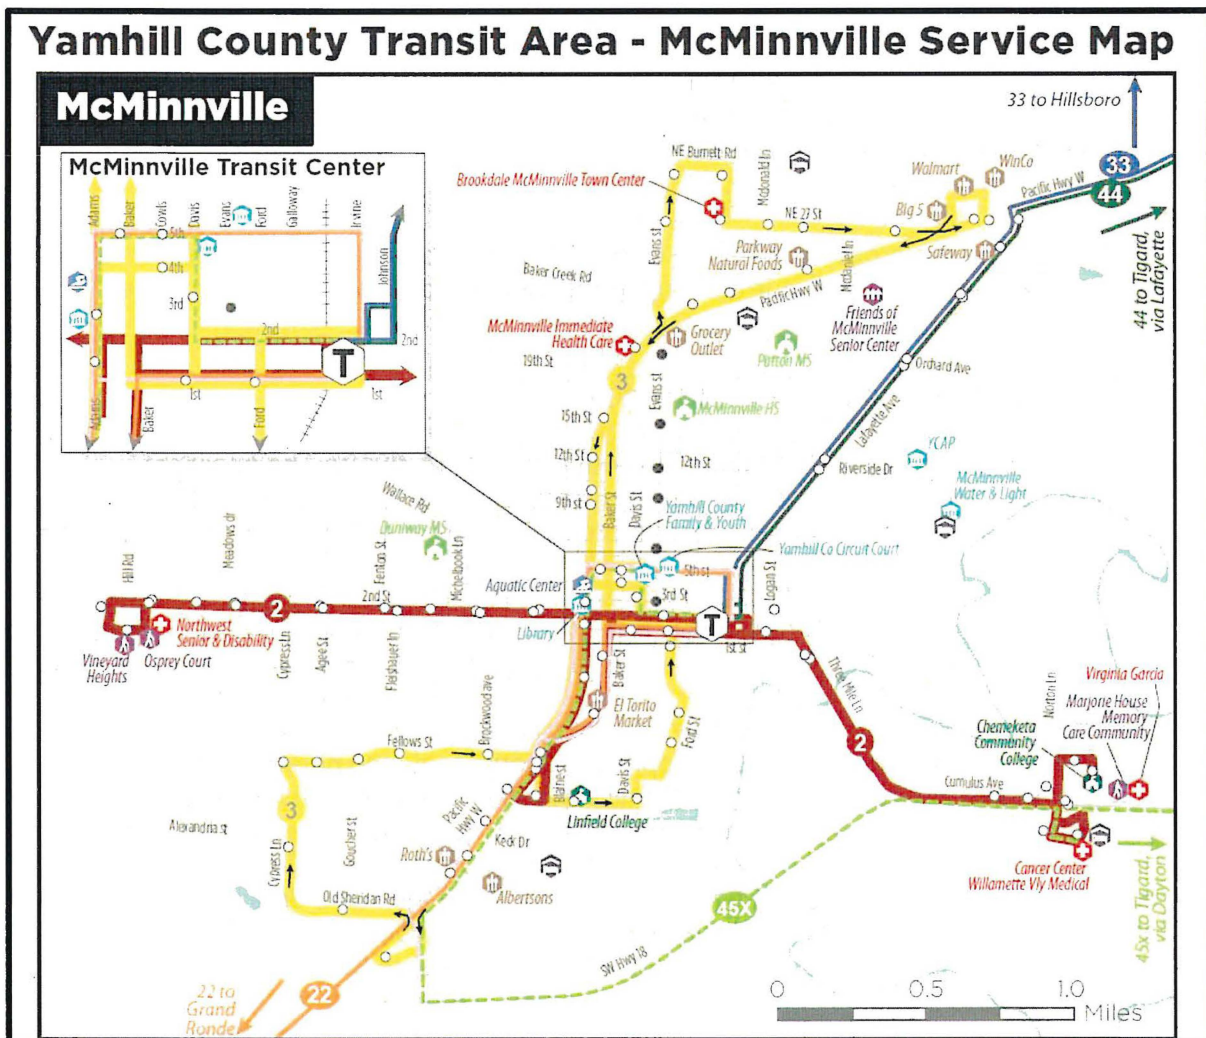 Yamhill County Transit Area - McMinnville Service Map
McMinnville
33 to Hillsboro
McMinnville Transit Center
Adams
Baker
Cowls
Davis
Evans
Ford
Galloway
Irvine
Johnson
5th
4th
3rd
2nd
2nd
1st
1st
T
Adams
Baker
Ford
NE Burnett Rd
Mcdonald Ln
Walmart
WinCo
Pacific Hwy W
33
44
Brookdale McMinnville Town Center
Big 5
NE 27 St
Evans st
Parkway
Natural Foods
Mcdaniel Ln
Safeway
Baker Creek Rd
Pacific Hwy W
44 to Tigard,
via Lafayette
Friends of
McMinnville
Senior Center
McMinnville Immediate
Health Care
Grocery
Outlet
Patton MS
19th St
3
Evans st
Orchard Ave
McMinnville HS
15th St
Lafayette Ave
12th St
12th St
YCAP
Riverside Dr
McMinnville
Water & Light
9th st
Baker St
Davis St
Wallace Rd
Duniway MS
Yamhill County
Family & Youth
Yamhill Co Circuit Court
Hill Rd
Meadows dr
Fenton St
Michelbook Ln
Aquatic Center
5th st
3rd St
Logan St
2nd St
2
Library
T
1st st
Northwest
Senior & Disability
Vineyard
Heights
Osprey Court
Cypress Ln
Agee St
Fleishauer ln
Baker St
Three Mile Ln
Virginia Garcia
Norton Ln
Marjorie House
Memory
Care Community
Chemeketa
Community
College
El Torito
Market
Brockwood ave
Fellows St
Ford St
2
Cumulus Ave
Blaine st
Davis St
3
Pacific
Hwy W
Linfield College
Alexandria st
Goucher st
Keck Dr
Cypress Ln
Roth's
Albertsons
Cancer Center
Willamette Vly Medical
Old Sheridan Rd
45X
45x to Tigard,
via Dayton
SW Hwy 18
22 to
Grand
Ronde
22
0 0.5 1.0
Miles